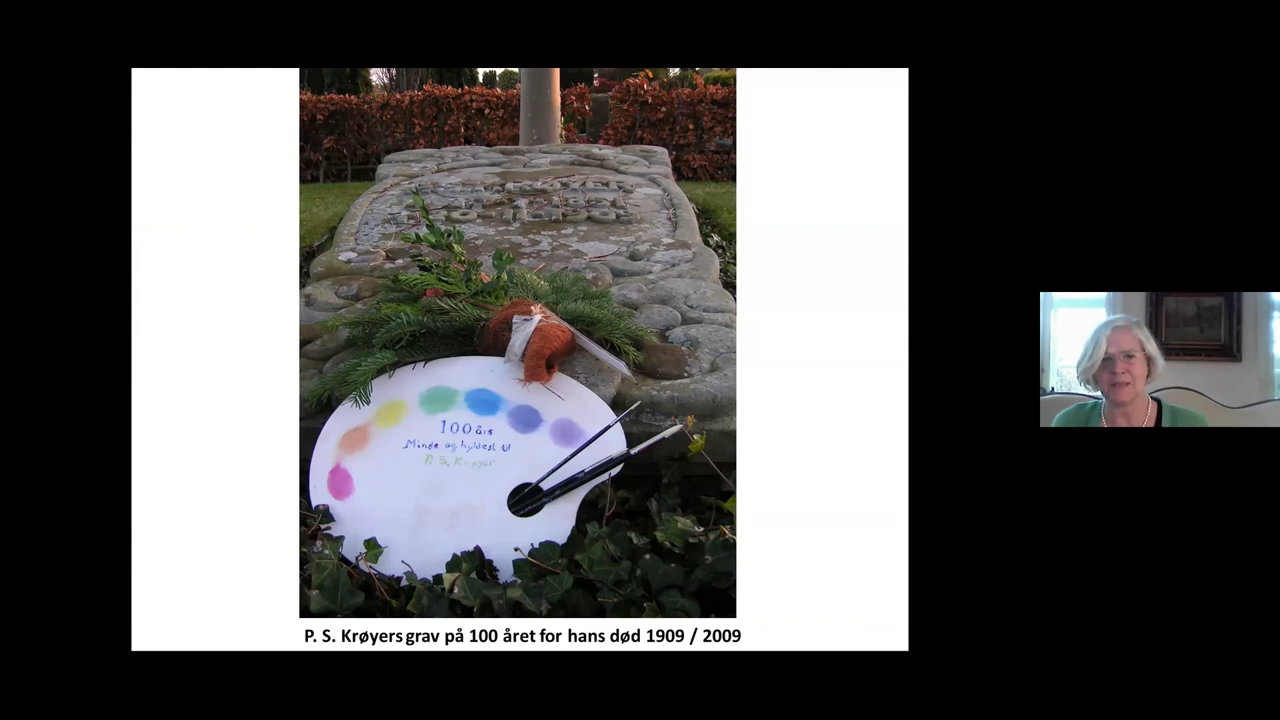 100 års
Minde og hyldest til
P. S. Krøyer
P. S. Krøyers grav på 100 året for hans død 1909 / 2009